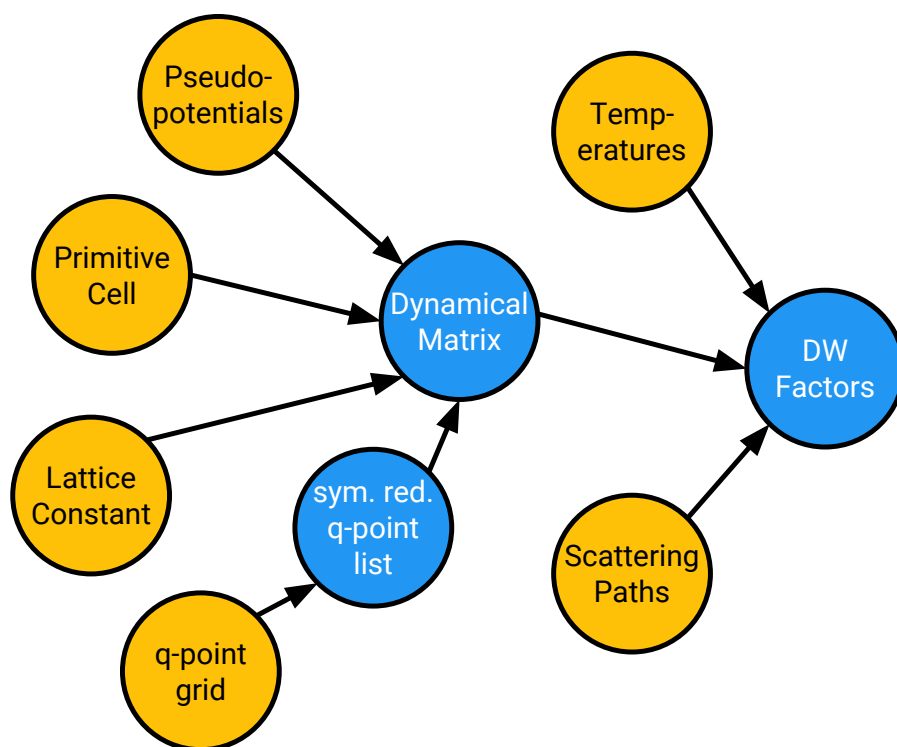 Pseudo-
potentials
Temp-
eratures
Primitive
Cell
Dynamical
Matrix
DW
Factors
Lattice
Constant
sym. red.
q-point
list
Scattering
Paths
q-point
grid